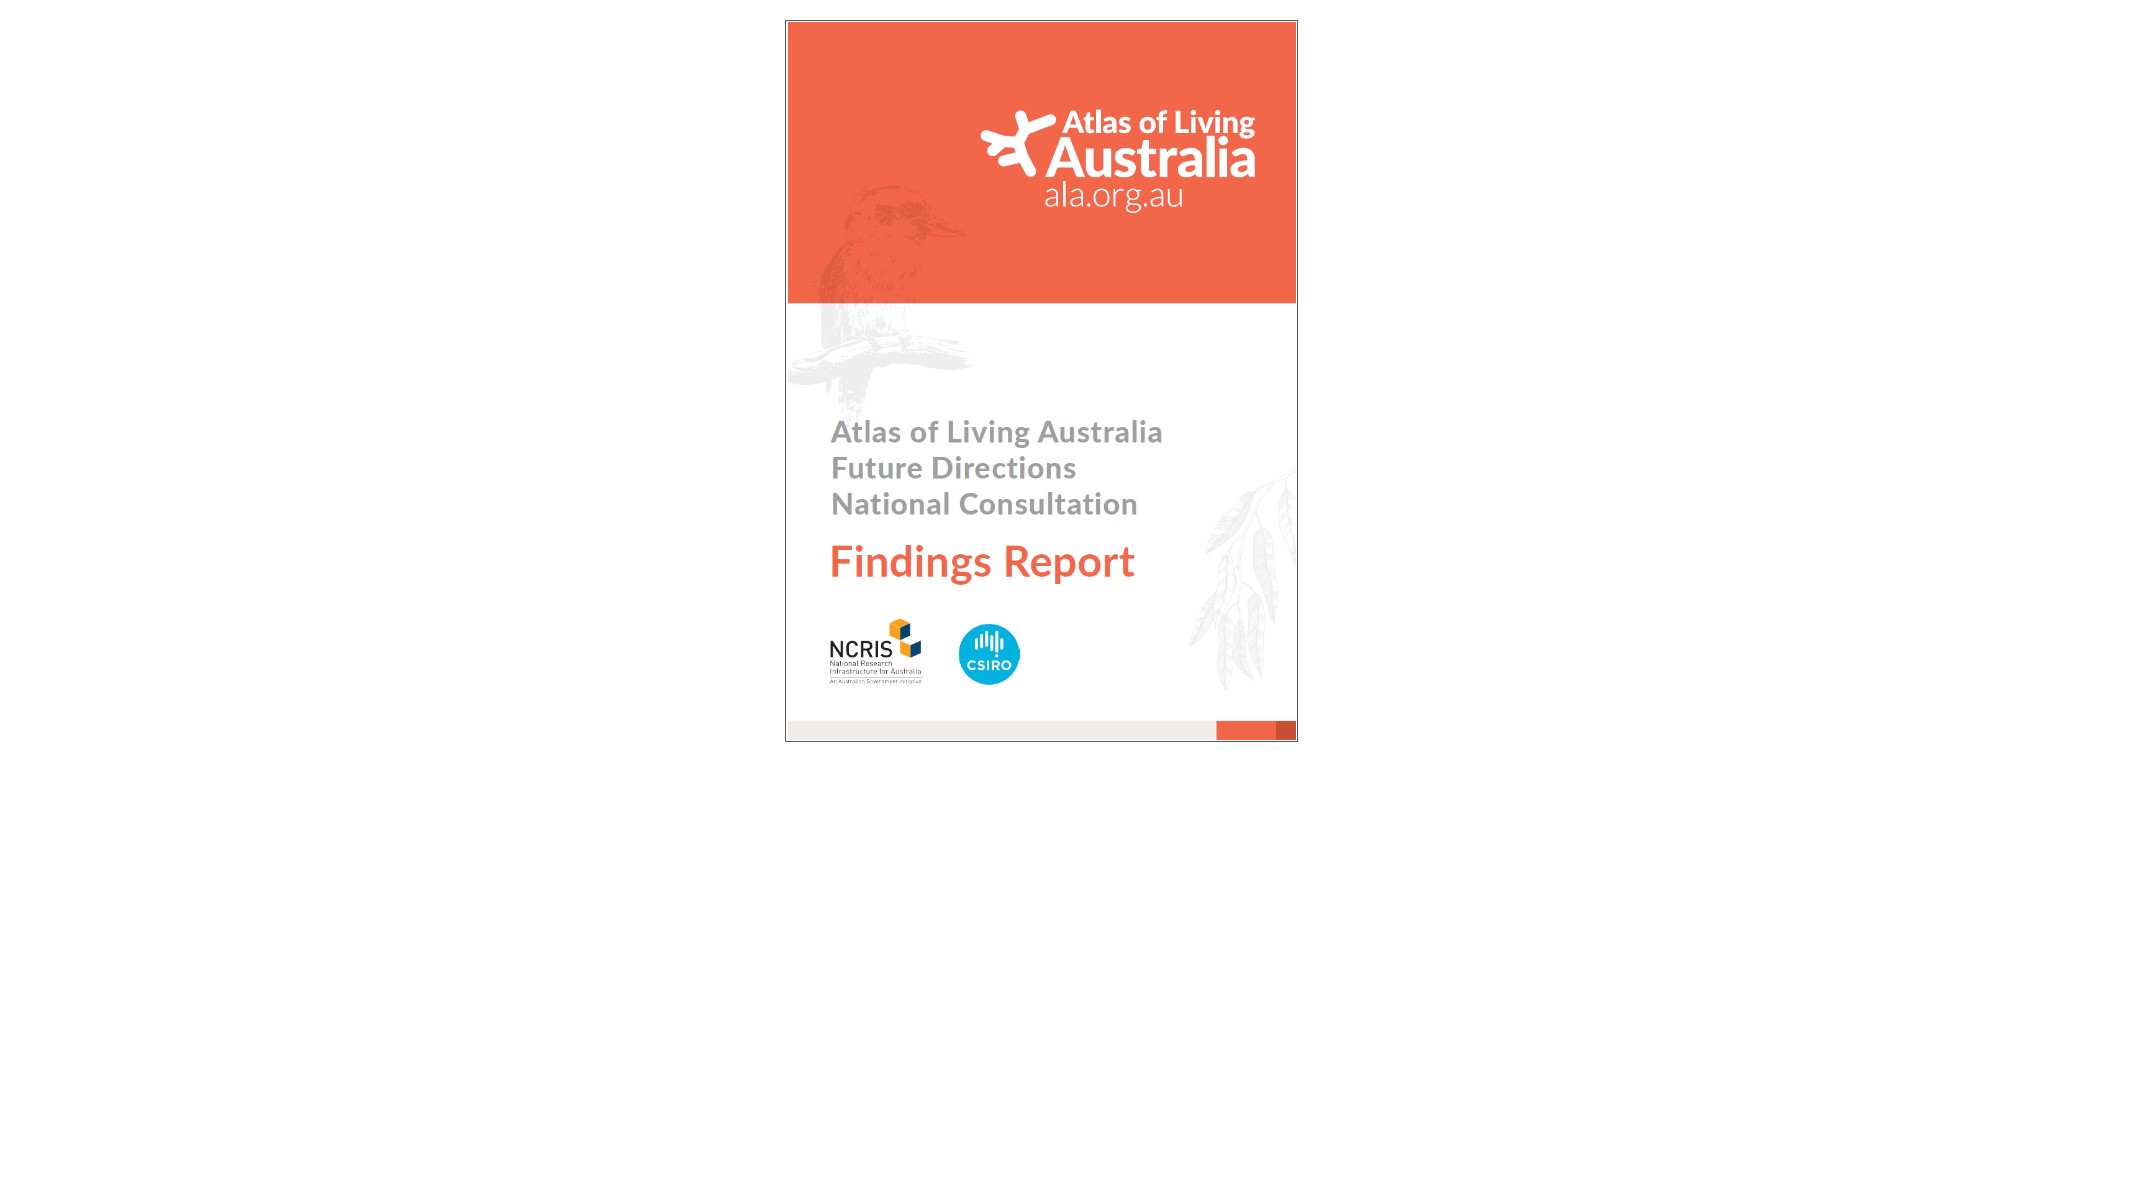 Atlas of Living
Australia
ala.org.au
Atlas of Living Australia
Future Directions
National Consultation
Findings Report
NCRIS
National Research
Infrastructure for Australia
An Australian Government Initiative
CSIRO